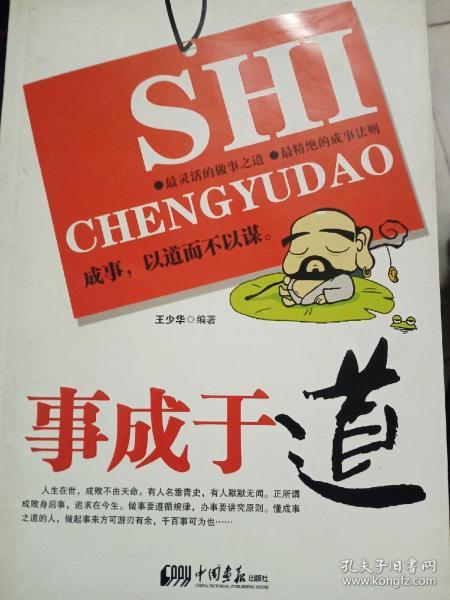 SHI
●最灵活的做事之道 ●最精绝的成事法则
CHENGYUDAO
成事，以道而不以谋。
王少华◎编著
事成于道
人生在世，成败不由天命。有人名垂青史，有人默默无闻。正所谓
成败身后事，追求在今生。做事要遵循规律，办事要讲究原则。懂成事
之道的人，做起事来方可游刃有余，千百事可为也……
cppy 中国画报出版社
CHINA PICTORIAL PUBLISHING HOUSE
孔夫子旧书网
www.kongfz.com